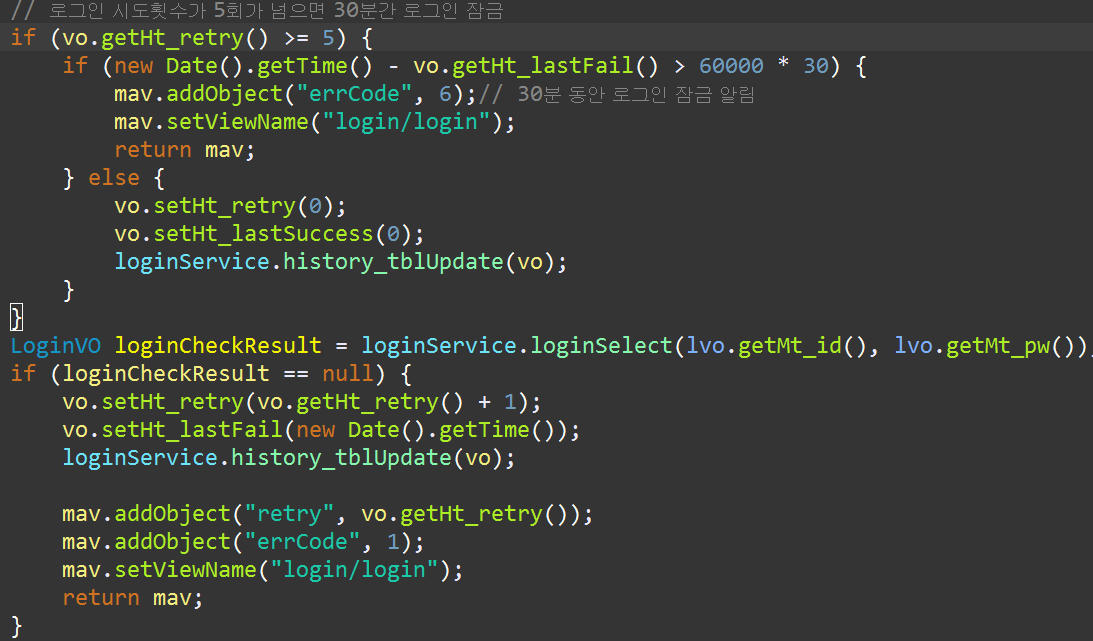 // 로그인 시도횟수가 5회가 넘으면 30분간 로그인 잠금
if (vo.getHt_retry() >= 5) {
if (new Date().getTime() - vo.getHt_lastFail() > 60000 * 30) {
mav.addObject("errCode", 6);// 30분 동안 로그인 잠금 알림
mav.setViewName("login/login");
return mav;
} else {
vo.setHt_retry(0);
vo.setHt_lastSuccess(0);
loginService.history_tblUpdate(vo);
}
}
LoginVO loginCheckResult = loginService.loginSelect(lvo.getMt_id(), lvo.getMt_pw());
if (loginCheckResult == null) {
vo.setHt_retry(vo.getHt_retry() + 1);
vo.setHt_lastFail(new Date().getTime());
loginService.history_tblUpdate(vo);
mav.addObject("retry", vo.getHt_retry());
mav.addObject("errCode", 1);
mav.setViewName("login/login");
return mav;
}